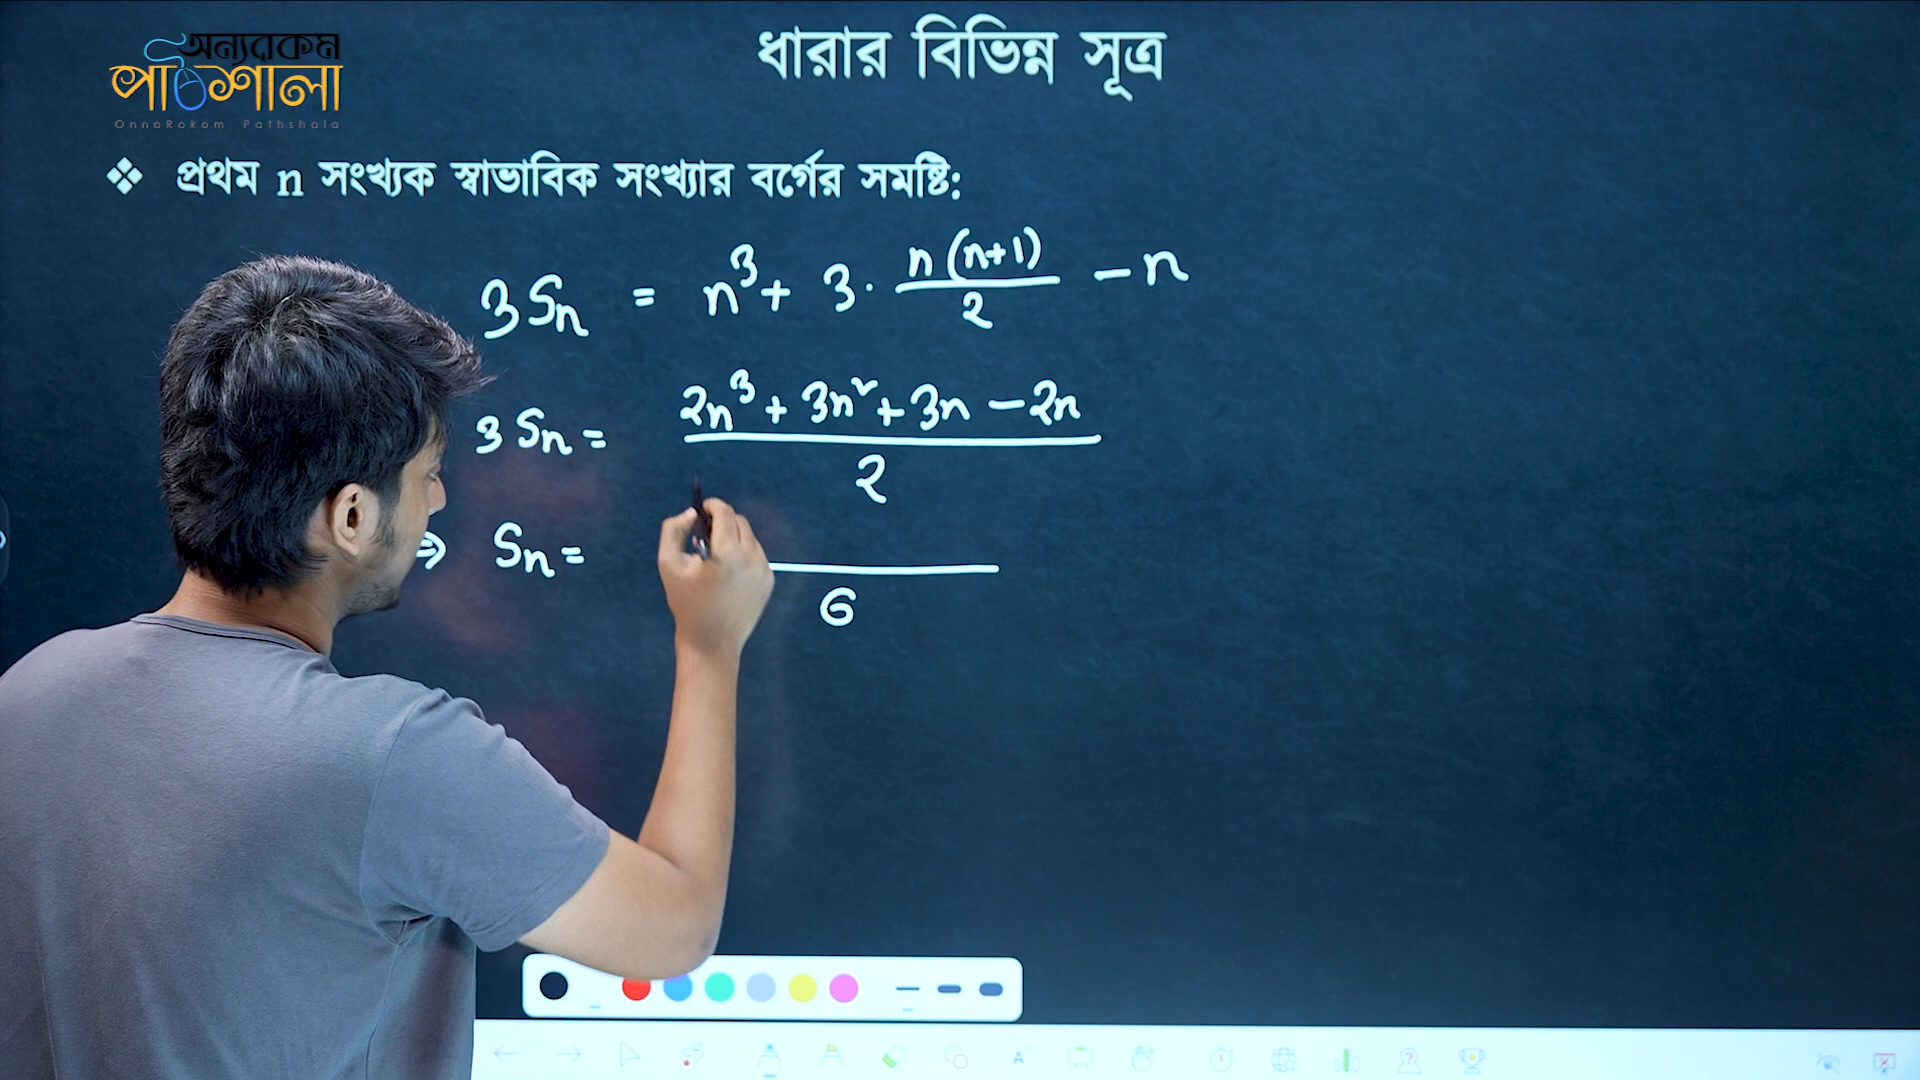 অন্যরকম
পাঠশালা
OnnoRokom Pathshala
ধারার বিভিন্ন সূত্র
❖ প্রথম n সংখ্যক স্বাভাবিক সংখ্যার বর্গের সমষ্টি:
3Sₙ = n³ + 3 · n(n+1)/2 − n
3Sₙ = (2n³ + 3n² + 3n − 2n)/2
⇒ Sₙ = /6
A